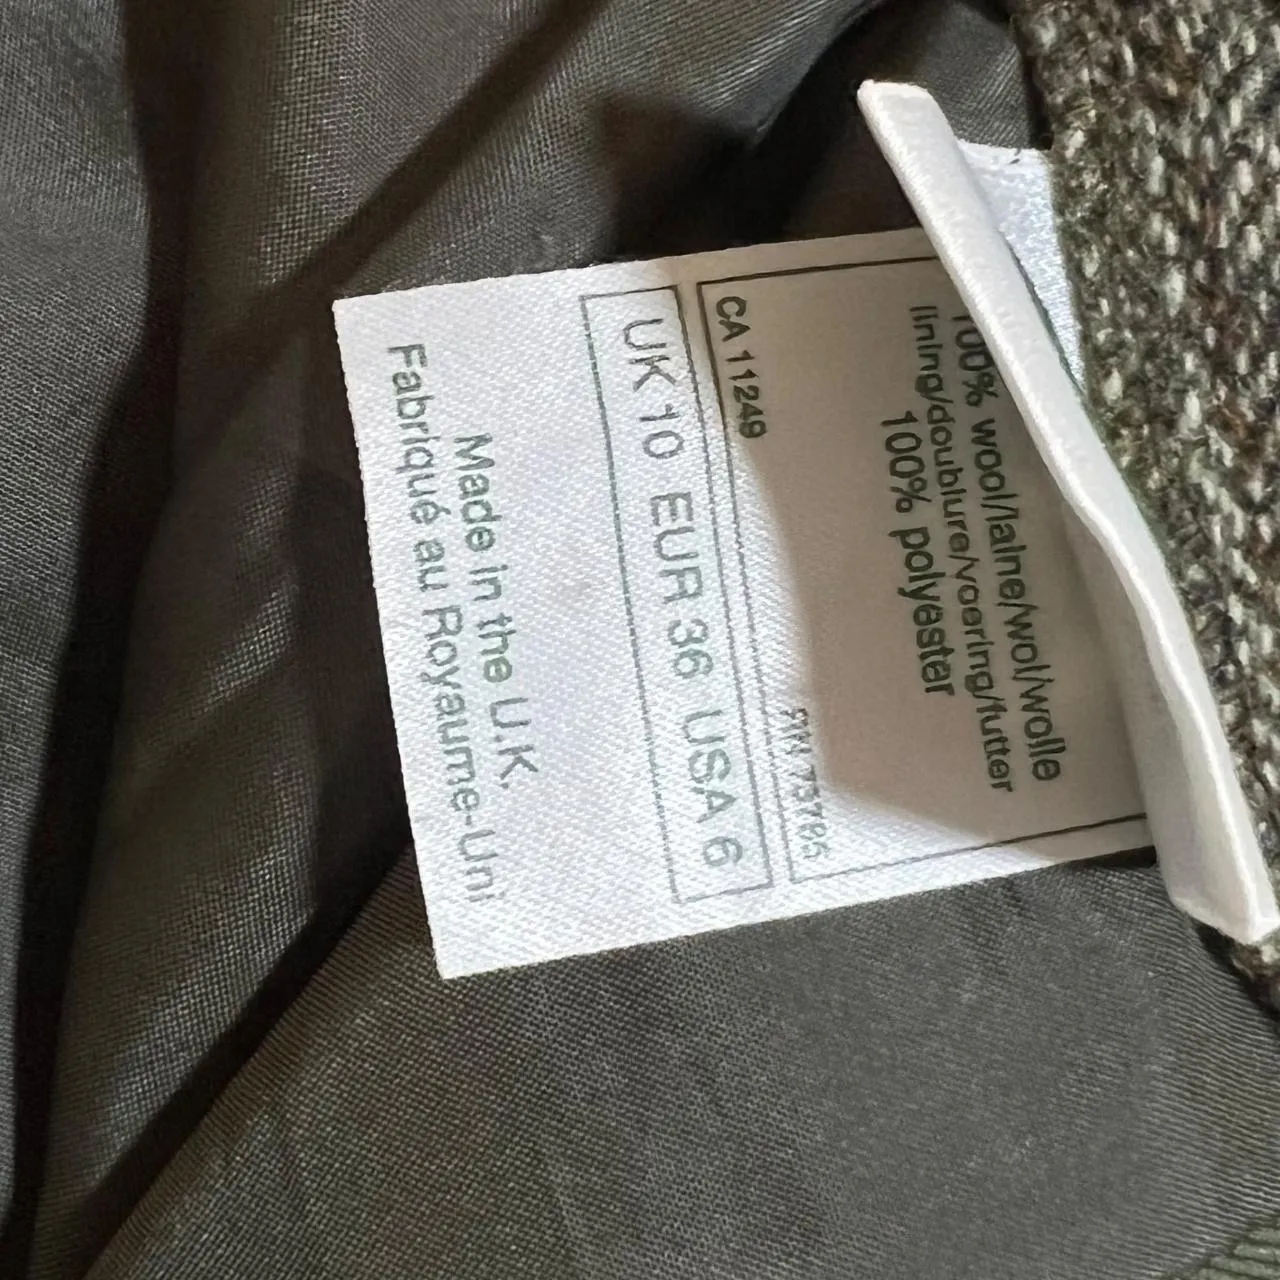 100% wool/laine/wol/wolle
lining/doublure/voering/futter
100% polyester
CA 11249 RN 73785
UK 10 EUR 36 USA 6
Made in the U.K.
Fabriqué au Royaume-Uni